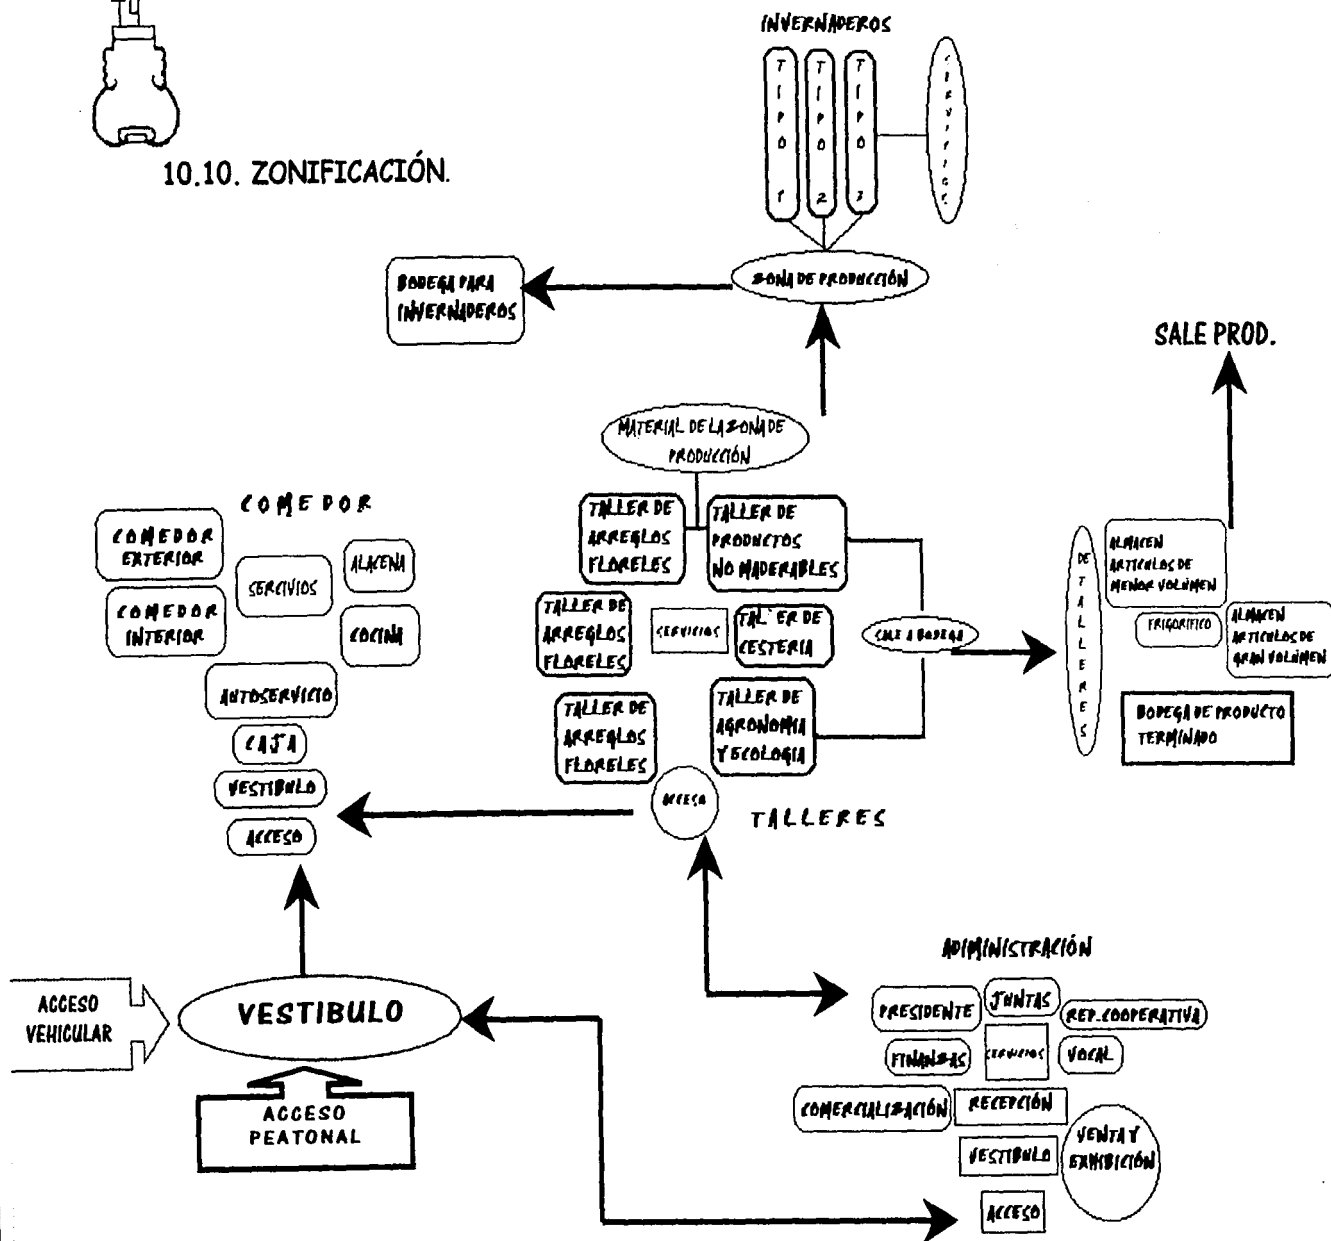 INVERNADEROS
TIPO 1
TIPO 2
TIPO 3
10.10. ZONIFICACIÓN.
ZONA DE PRODUCCIÓN
BODEGA PARA
INVERNADEROS
SALE PROD.
MATERIAL DE LA ZONA DE
PRODUCCIÓN
COMEDOR
COMEDOR
EXTERIOR
SERCIVIOS
ALACENA
COMEDOR
INTERIOR
COCINA
AUTOSERVICIO
CAJA
VESTIBULO
ACCESO
TALLER DE
ARREGLOS
FLORELES
TALLER DE
PRODUCTOS
NO MADERABLES
TALLER DE
ARREGLOS
FLORELES
SERVICIOS
TALLER DE
CESTERIA
TALLER DE
ARREGLOS
FLORELES
TALLER DE
AGRONOMIA
Y ECOLOGIA
SALE A BODEGA
DE TALLERES
ALMACEN
ARTICULOS DE
MENOR VOLUMEN
FRIGORIFICO
ALMACEN
ARTICULOS DE
GRAN VOLUMEN
BODEGA DE PRODUCTO
TERMINADO
ACCESO
TALLERES
ADIMINISTRACIÓN
PRESIDENTE
JUNTAS
REP. COOPERATIVA
FINANZAS
SERVICIOS
VOCAL
COMERCIALIZACIÓN
RECEPCIÓN
VESTIBULO
VENTA Y
EXHIBICIÓN
ACCESO
ACCESO
VEHICULAR
VESTIBULO
ACCESO
PEATONAL